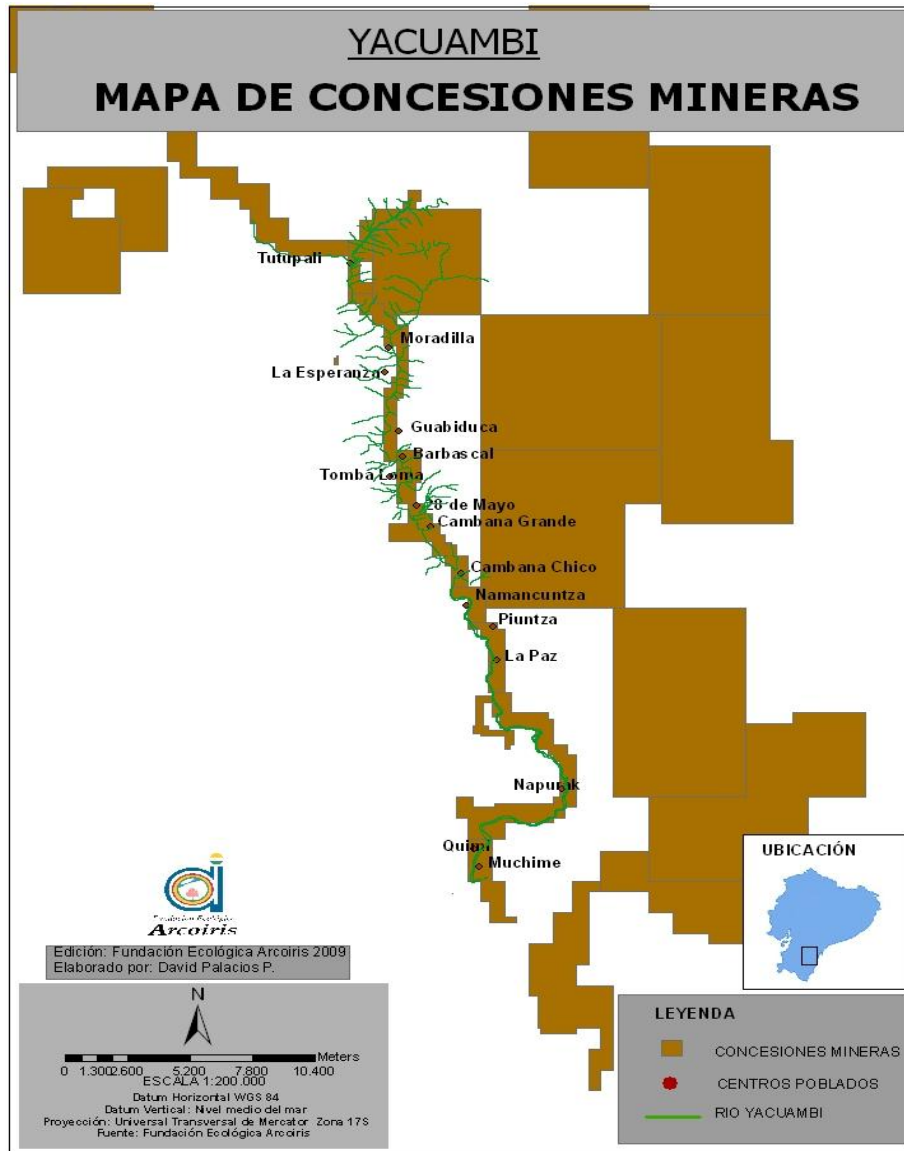 YACUAMBI
MAPA DE CONCESIONES MINERAS
Tutupali
Moradilla
La Esperanza
Guabiduca
Barbascal
Tomba Loma
28 de Mayo
Cambana Grande
Cambana Chico
Namancuntza
Piuntza
La Paz
Napurak
Quimi
Muchime
UBICACIÓN
Fundación Ecológica
Arcoiris
Edición: Fundación Ecológica Arcoiris 2009
Elaborado por: David Palacios P.
N
Meters
0 1.300 2.600 5.200 7.800 10.400
ESCALA 1:200.000
Datum Horizontal WGS 84
Datum Vertical: Nivel medio del mar
Proyección: Universal Transversal de Mercator Zona 17S
Fuente: Fundación Ecológica Arcoiris
LEYENDA
CONCESIONES MINERAS
CENTROS POBLADOS
RIO YACUAMBI